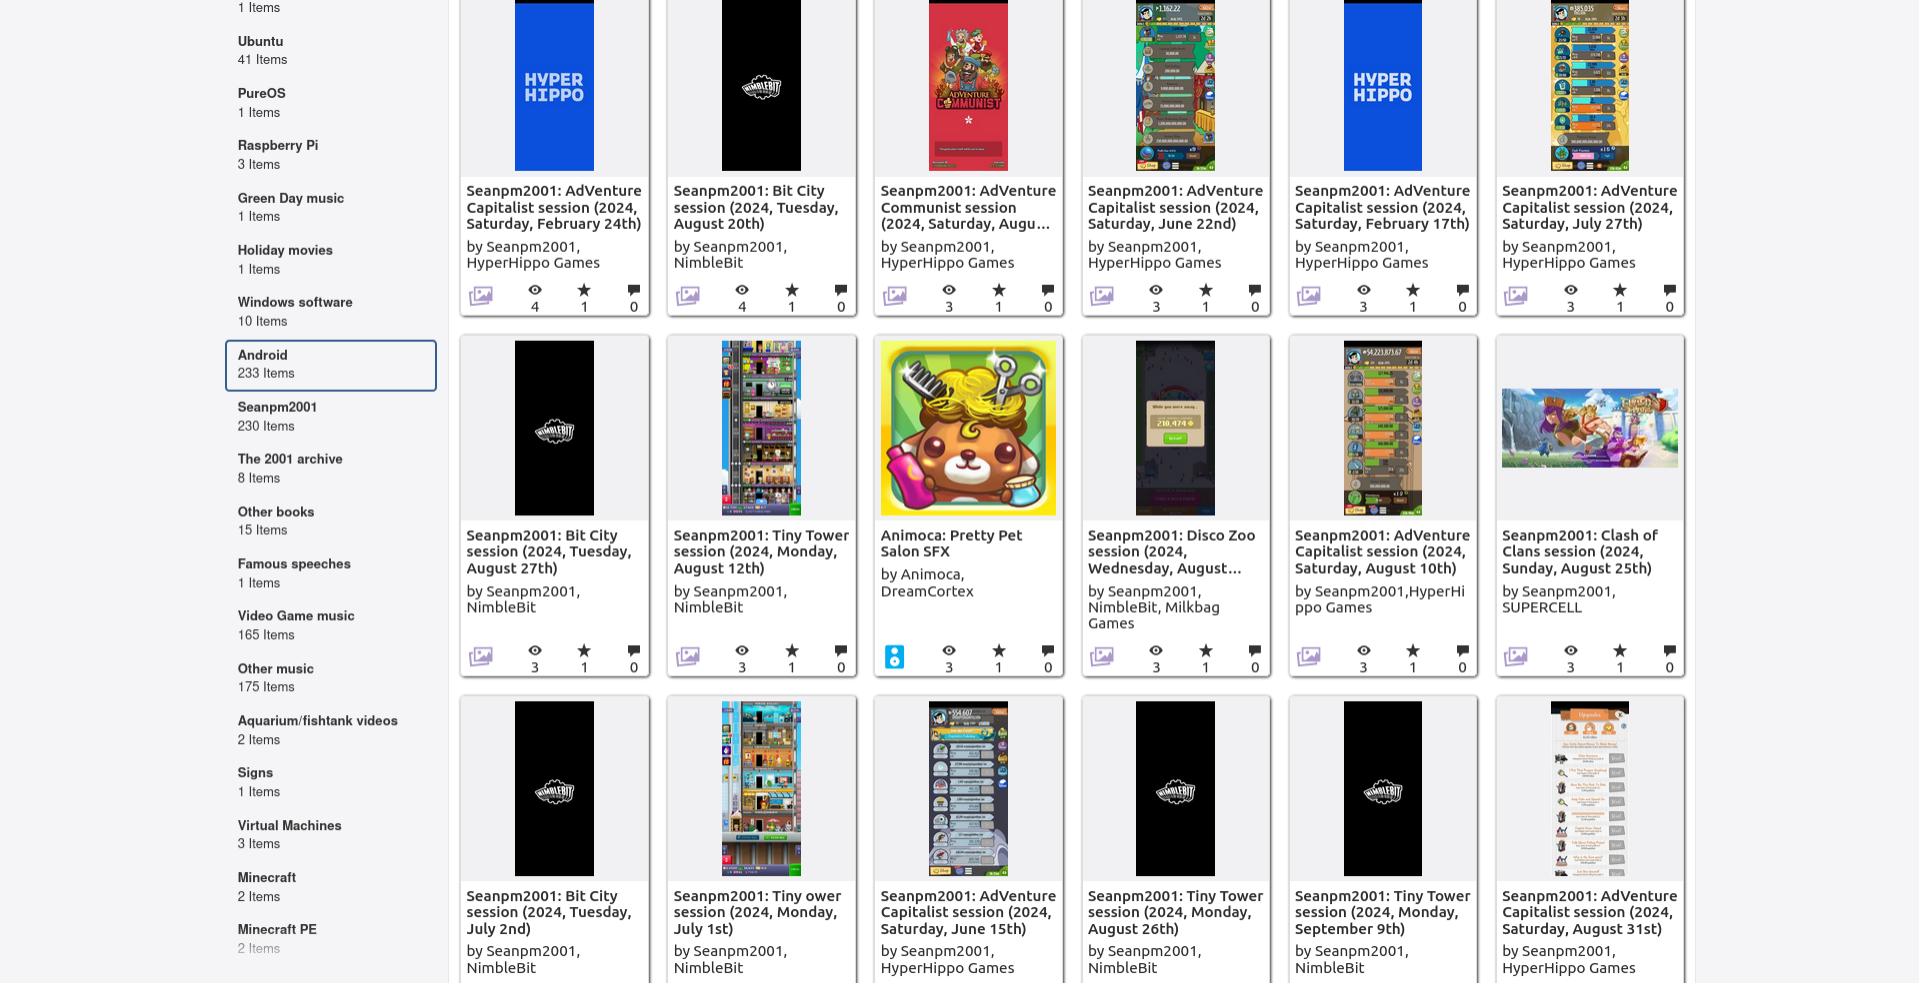 1 Items
Ubuntu
41 Items
PureOS
1 Items
Raspberry Pi
3 Items
Green Day music
1 Items
Holiday movies
1 Items
Windows software
10 Items
Android
233 Items
Seanpm2001
230 Items
The 2001 archive
8 Items
Other books
15 Items
Famous speeches
1 Items
Video Game music
165 Items
Other music
175 Items
Aquarium/fishtank videos
2 Items
Signs
1 Items
Virtual Machines
3 Items
Minecraft
2 Items
Minecraft PE
2 Items
HYPER
HIPPO
Seanpm2001: AdVenture
Capitalist session (2024,
Saturday, February 24th)
by Seanpm2001,
HyperHippo Games
4 1 0
NIMBLEBIT
Seanpm2001: Bit City
session (2024, Tuesday,
August 20th)
by Seanpm2001,
NimbleBit
4 1 0
ADVENTURE
COMMUNIST
Seanpm2001: AdVenture
Communist session
(2024, Saturday, Augu...
by Seanpm2001,
HyperHippo Games
3 1 0
1,162.22
Seanpm2001: AdVenture
Capitalist session (2024,
Saturday, June 22nd)
by Seanpm2001,
HyperHippo Games
3 1 0
HYPER
HIPPO
Seanpm2001: AdVenture
Capitalist session (2024,
Saturday, February 17th)
by Seanpm2001,
HyperHippo Games
3 1 0
Seanpm2001: AdVenture
Capitalist session (2024,
Saturday, July 27th)
by Seanpm2001,
HyperHippo Games
3 1 0
NIMBLEBIT
Seanpm2001: Bit City
session (2024, Tuesday,
August 27th)
by Seanpm2001,
NimbleBit
3 1 0
Seanpm2001: Tiny Tower
session (2024, Monday,
August 12th)
by Seanpm2001,
NimbleBit
3 1 0
Animoca: Pretty Pet
Salon SFX
by Animoca,
DreamCortex
3 1 0
While you were away...
210,474
Seanpm2001: Disco Zoo
session (2024,
Wednesday, August...
by Seanpm2001,
NimbleBit, Milkbag
Games
3 1 0
54,223,873.67
Seanpm2001: AdVenture
Capitalist session (2024,
Saturday, August 10th)
by Seanpm2001,HyperHi
ppo Games
3 1 0
Seanpm2001: Clash of
Clans session (2024,
Sunday, August 25th)
by Seanpm2001,
SUPERCELL
3 1 0
NIMBLEBIT
Seanpm2001: Bit City
session (2024, Tuesday,
July 2nd)
by Seanpm2001,
NimbleBit
Seanpm2001: Tiny ower
session (2024, Monday,
July 1st)
by Seanpm2001,
NimbleBit
554.607
Seanpm2001: AdVenture
Capitalist session (2024,
Saturday, June 15th)
by Seanpm2001,
HyperHippo Games
NIMBLEBIT
Seanpm2001: Tiny Tower
session (2024, Monday,
August 26th)
by Seanpm2001,
NimbleBit
NIMBLEBIT
Seanpm2001: Tiny Tower
session (2024, Monday,
September 9th)
by Seanpm2001,
NimbleBit
Upgrades
Seanpm2001: AdVenture
Capitalist session (2024,
Saturday, August 31st)
by Seanpm2001,
HyperHippo Games